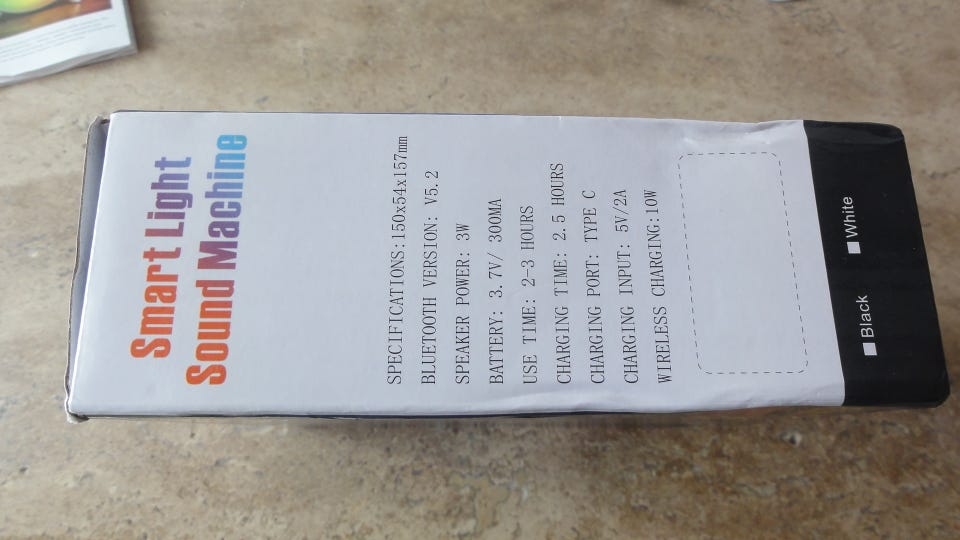 Smart Light
Sound Machine
SPECIFICATIONS:150x54x157mm
BLUETOOTH VERSION: V5.2
SPEAKER POWER: 3W
BATTERY: 3.7V/ 300MA
USE TIME: 2-3 HOURS
CHARGING TIME: 2.5 HOURS
CHARGING PORT: TYPE C
CHARGING INPUT: 5V/2A
WIRELESS CHARGING:10W
Black
White